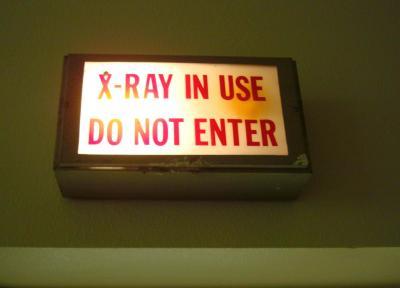 X-RAY IN USE
DO NOT ENTER